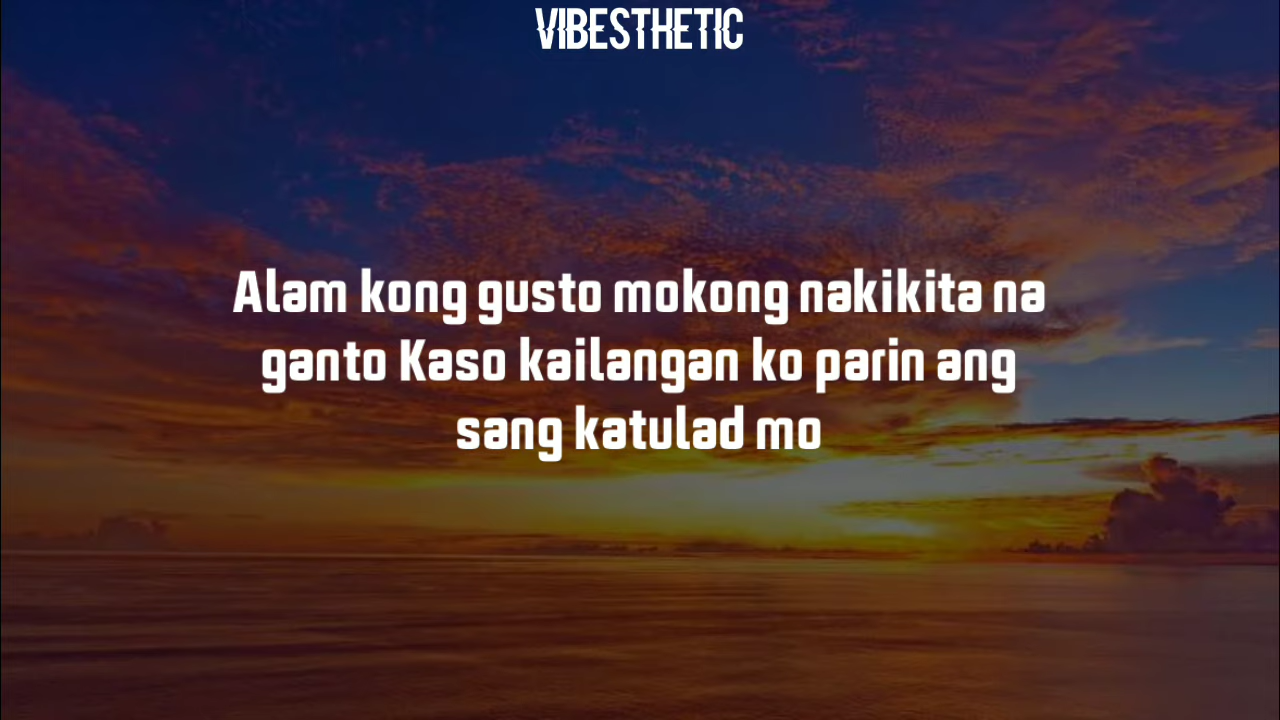 VIBESTHETIC
Alam kong gusto mokong nakikita na
ganto Kaso kailangan ko parin ang
sang katulad mo